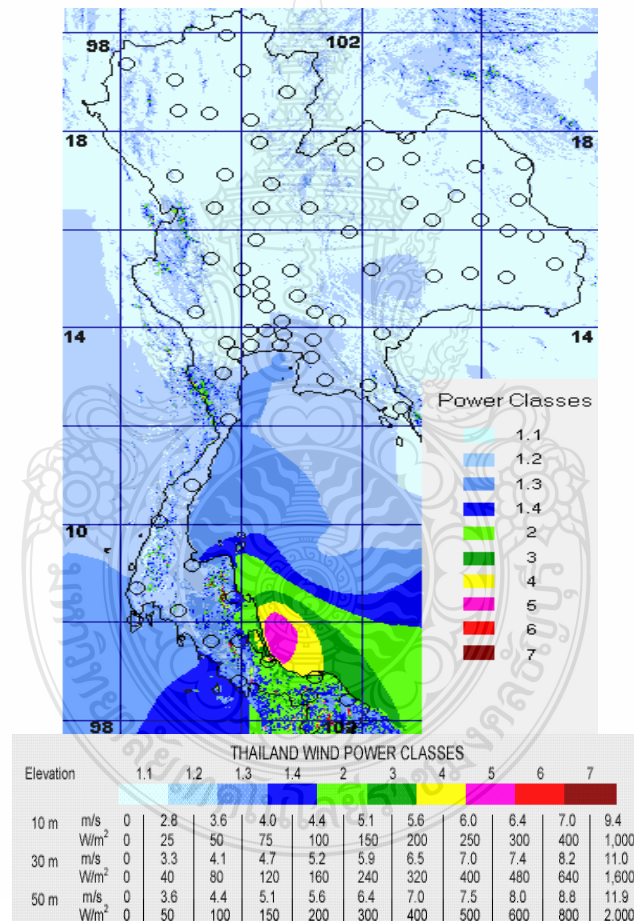 98
102
18
18
14
14
Power Classes
1.1
1.2
1.3
1.4
2
3
4
5
6
7
10
98
102
THAILAND WIND POWER CLASSES
Elevation 1.1 1.2 1.3 1.4 2 3 4 5 6 7
10 m m/s 0 2.8 3.6 4.0 4.4 5.1 5.6 6.0 6.4 7.0 9.4
W/m² 0 25 50 75 100 150 200 250 300 400 1,000
30 m m/s 0 3.3 4.1 4.7 5.2 5.9 6.5 7.0 7.4 8.2 11.0
W/m² 0 40 80 120 160 240 320 400 480 640 1,600
50 m m/s 0 3.6 4.4 5.1 5.6 6.4 7.0 7.5 8.0 8.8 11.9
W/m² 0 50 100 150 200 300 400 500 600 800 2,000